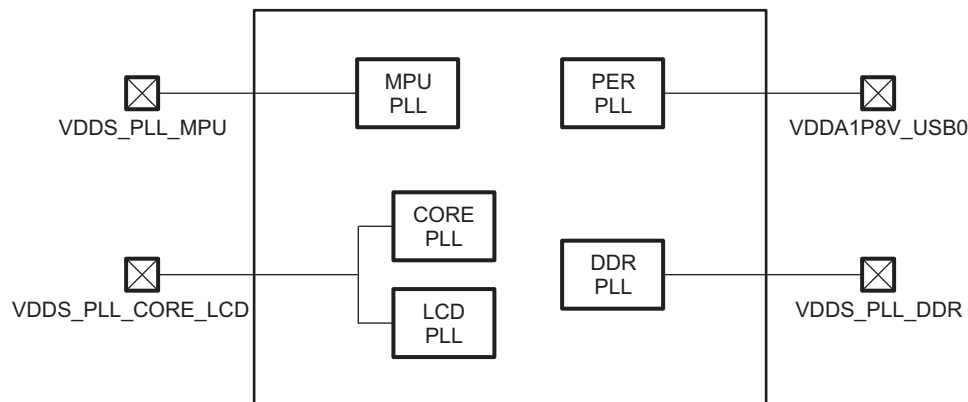 MPU
PLL
PER
PLL
VDDS_PLL_MPU
VDDA1P8V_USB0
CORE
PLL
DDR
PLL
VDDS_PLL_CORE_LCD
LCD
PLL
VDDS_PLL_DDR